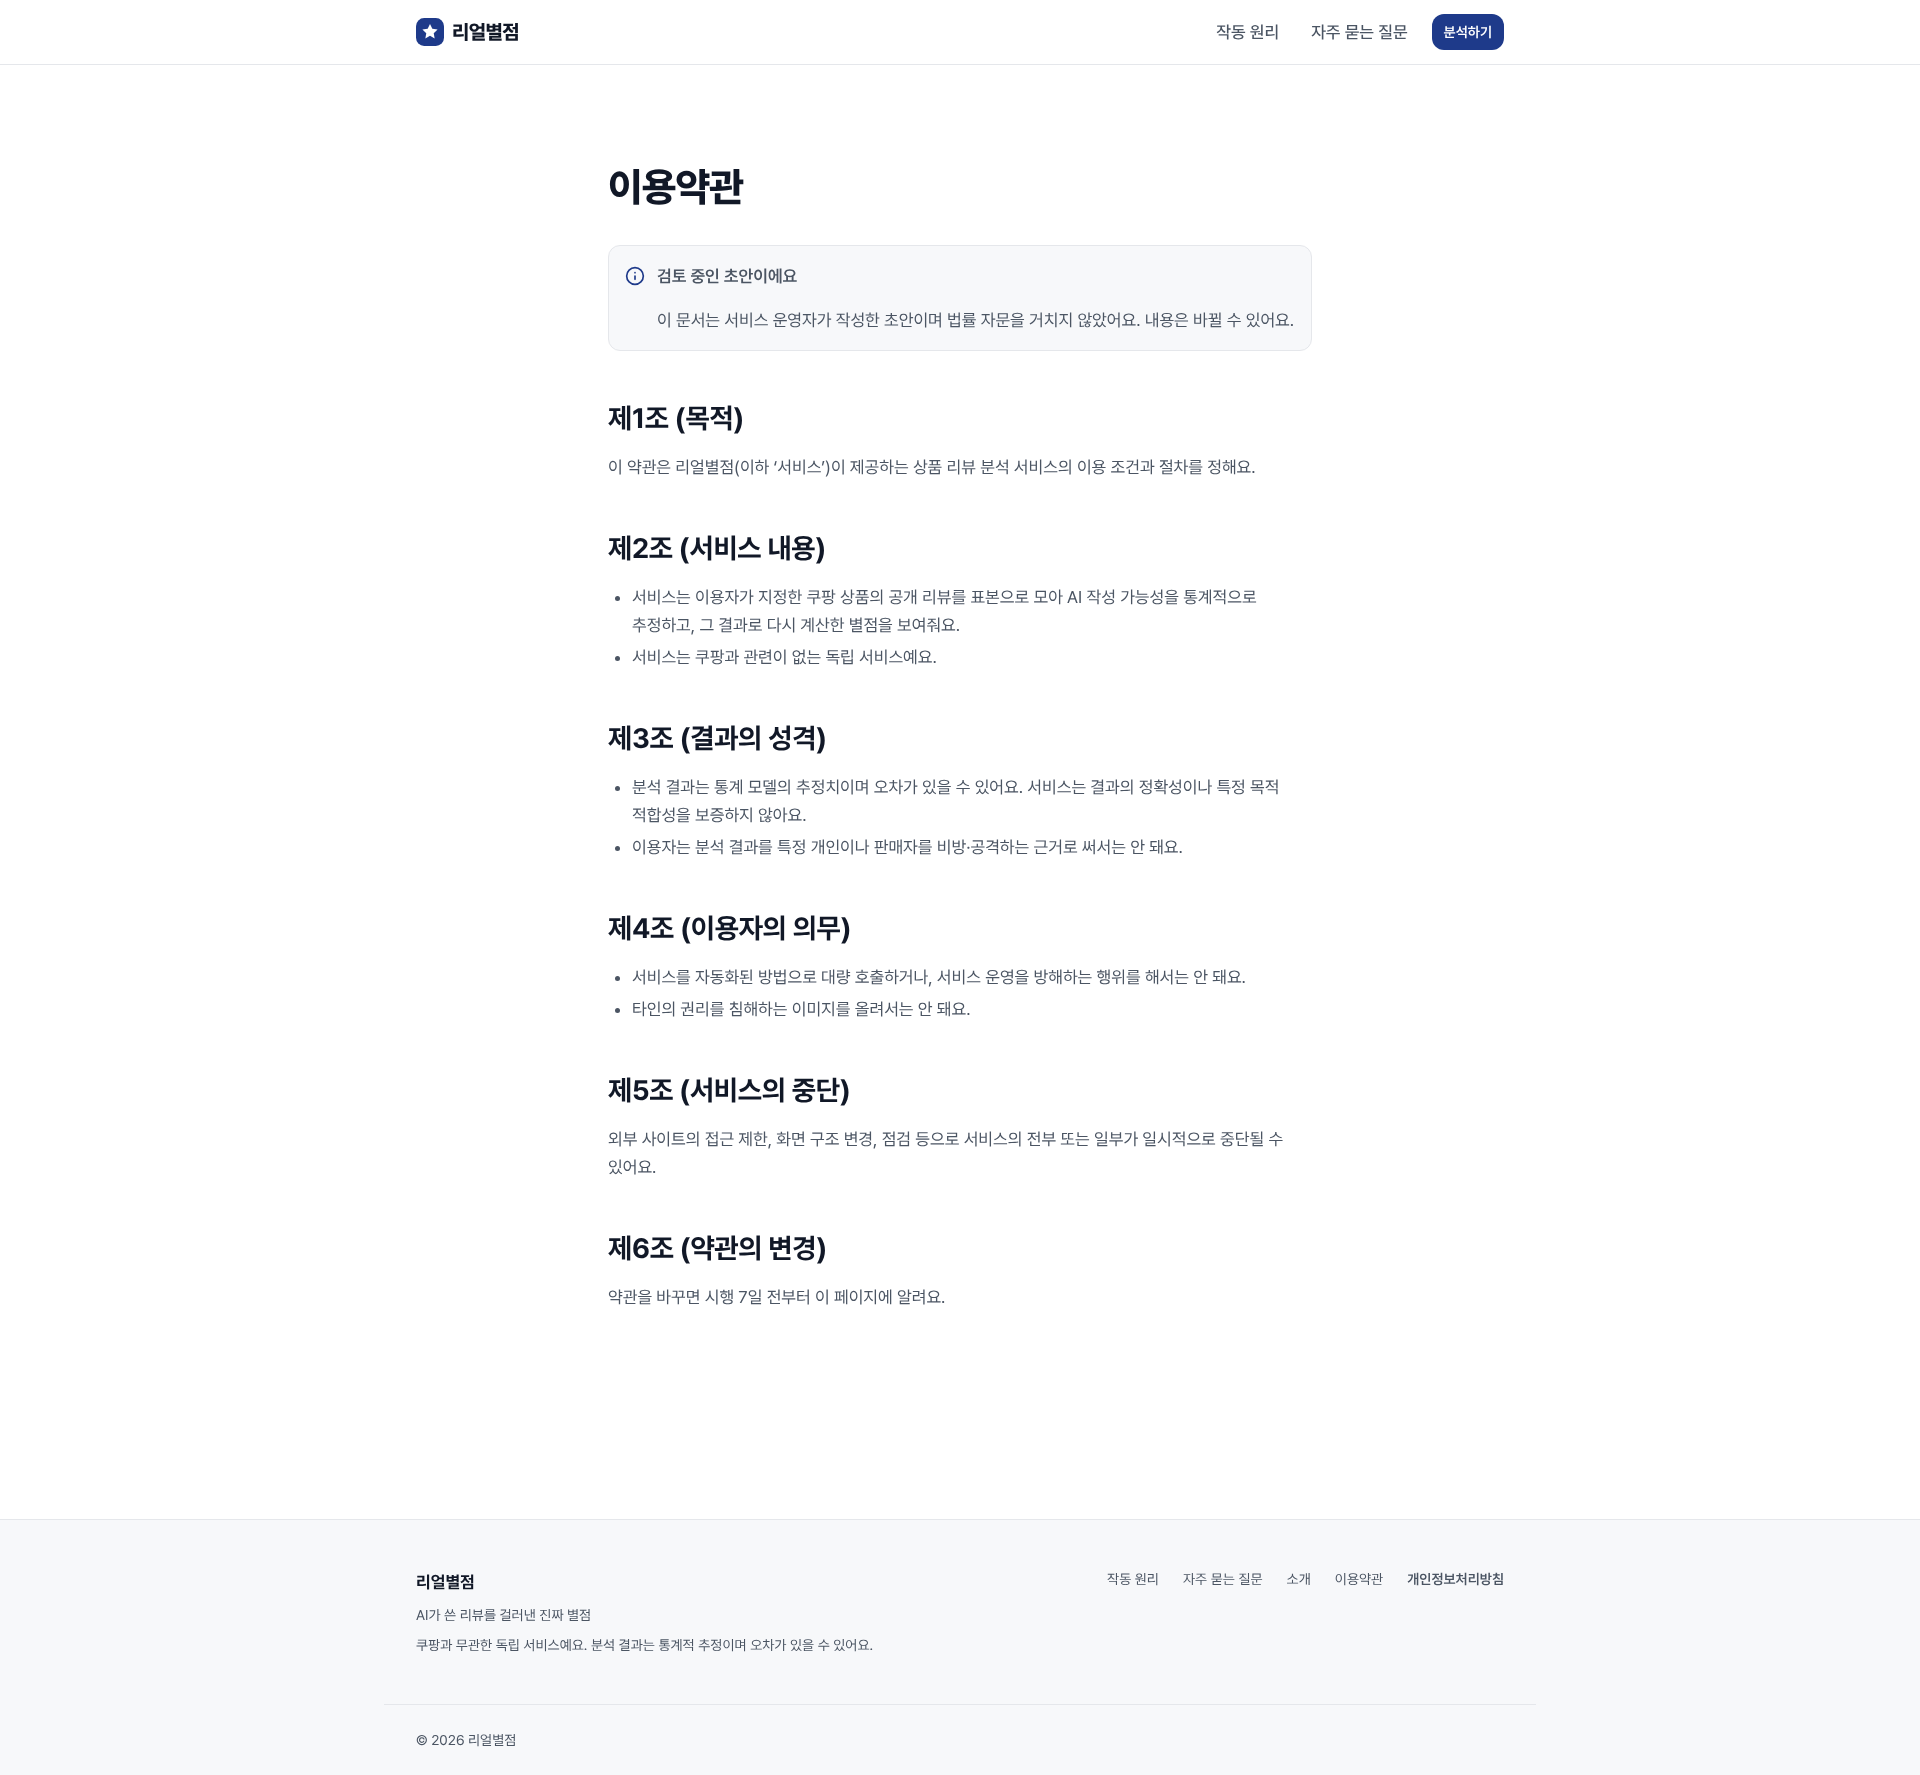 리얼별점
작동 원리
자주 묻는 질문
분석하기
이용약관
검토 중인 초안이에요
이 문서는 서비스 운영자가 작성한 초안이며 법률 자문을 거치지 않았어요. 내용은 바뀔 수 있어요.
제1조 (목적)
이 약관은 리얼별점(이하 ‘서비스’)이 제공하는 상품 리뷰 분석 서비스의 이용 조건과 절차를 정해요.
제2조 (서비스 내용)
• 서비스는 이용자가 지정한 쿠팡 상품의 공개 리뷰를 표본으로 모아 AI 작성 가능성을 통계적으로
추정하고, 그 결과로 다시 계산한 별점을 보여줘요.
• 서비스는 쿠팡과 관련이 없는 독립 서비스예요.
제3조 (결과의 성격)
• 분석 결과는 통계 모델의 추정치이며 오차가 있을 수 있어요. 서비스는 결과의 정확성이나 특정 목적
적합성을 보증하지 않아요.
• 이용자는 분석 결과를 특정 개인이나 판매자를 비방·공격하는 근거로 써서는 안 돼요.
제4조 (이용자의 의무)
• 서비스를 자동화된 방법으로 대량 호출하거나, 서비스 운영을 방해하는 행위를 해서는 안 돼요.
• 타인의 권리를 침해하는 이미지를 올려서는 안 돼요.
제5조 (서비스의 중단)
외부 사이트의 접근 제한, 화면 구조 변경, 점검 등으로 서비스의 전부 또는 일부가 일시적으로 중단될 수
있어요.
제6조 (약관의 변경)
약관을 바꾸면 시행 7일 전부터 이 페이지에 알려요.
리얼별점
AI가 쓴 리뷰를 걸러낸 진짜 별점
쿠팡과 무관한 독립 서비스예요. 분석 결과는 통계적 추정이며 오차가 있을 수 있어요.
작동 원리
자주 묻는 질문
소개
이용약관
개인정보처리방침
© 2026 리얼별점